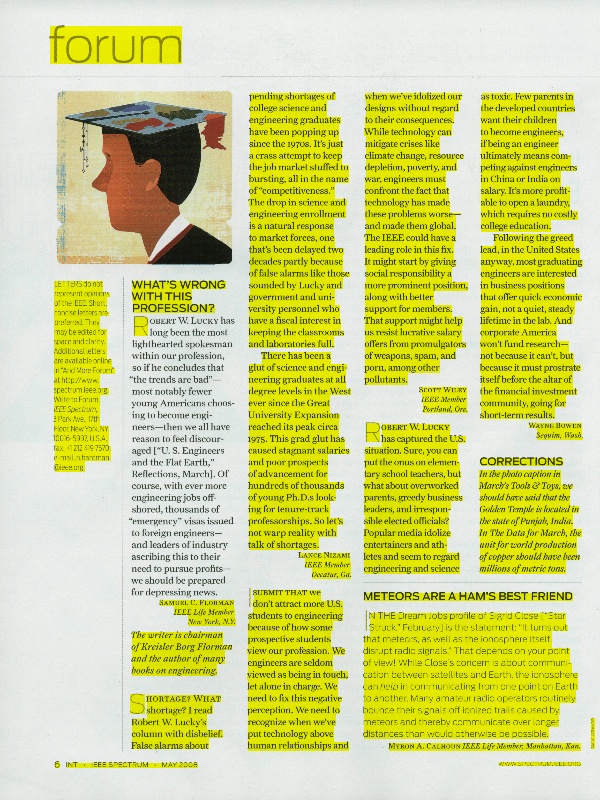 forum
LETTERS do not
represent opinions
of the IEEE. Short,
concise letters are
preferred. They
may be edited for
space and clarity.
Additional letters
are available online
in "And More Forum"
at http://www.
spectrum.ieee.org.
Write to Forum,
IEEE Spectrum,
3 Park Ave., 17th
Floor, New York, NY
10016-5997, U.S.A.;
fax, +1 212 419 7570;
e-mail, n.hantman
@ieee.org.
WHAT'S WRONG
WITH THIS
PROFESSION?
ROBERT W. LUCKY has
long been the most
lighthearted spokesman
within our profession,
so if he concludes that
"the trends are bad"—
most notably fewer
young Americans choos-
ing to become engi-
neers—then we all have
reason to feel discour-
aged ["U. S. Engineers
and the Flat Earth,"
Reflections, March]. Of
course, with ever more
engineering jobs off-
shored, thousands of
"emergency" visas issued
to foreign engineers—
and leaders of industry
ascribing this to their
need to pursue profits—
we should be prepared
for depressing news.
SAMUEL C. FLORMAN
IEEE Life Member
New York, N.Y.
The writer is chairman
of Kreisler Borg Florman
and the author of many
books on engineering.
SHORTAGE? WHAT
shortage? I read
Robert W. Lucky's
column with disbelief.
False alarms about
pending shortages of
college science and
engineering graduates
have been popping up
since the 1970s. It's just
a crass attempt to keep
the job market stuffed to
bursting, all in the name
of "competitiveness."
The drop in science and
engineering enrollment
is a natural response
to market forces, one
that's been delayed two
decades partly because
of false alarms like those
sounded by Lucky and
government and uni-
versity personnel who
have a fiscal interest in
keeping the classrooms
and laboratories full.
There has been a
glut of science and engi-
neering graduates at all
degree levels in the West
ever since the Great
University Expansion
reached its peak circa
1975. This grad glut has
caused stagnant salaries
and poor prospects
of advancement for
hundreds of thousands
of young Ph.D.s look-
ing for tenure-track
professorships. So let's
not warp reality with
talk of shortages.
LANCE NIZAMI
IEEE Member
Decatur, Ga.
I SUBMIT THAT we
don't attract more U.S.
students to engineering
because of how some
prospective students
view our profession. We
engineers are seldom
viewed as being in touch,
let alone in charge. We
need to fix this negative
perception. We need to
recognize when we've
put technology above
human relationships and
when we've idolized our
designs without regard
to their consequences.
While technology can
mitigate crises like
climate change, resource
depletion, poverty, and
war, engineers must
confront the fact that
technology has made
these problems worse—
and made them global.
The IEEE could have a
leading role in this fix.
It might start by giving
social responsibility a
more prominent position,
along with better
support for members.
That support might help
us resist lucrative salary
offers from promulgators
of weapons, spam, and
porn, among other
pollutants.
SCOTT WILEY
IEEE Member
Portland, Ore.
ROBERT W. LUCKY
has captured the U.S.
situation. Sure, you can
put the onus on elemen-
tary school teachers, but
what about overworked
parents, greedy business
leaders, and irrespon-
sible elected officials?
Popular media idolize
entertainers and ath-
letes and seem to regard
engineering and science
as toxic. Few parents in
the developed countries
want their children
to become engineers,
if being an engineer
ultimately means com-
peting against engineers
in China or India on
salary. It's more profit-
able to open a laundry,
which requires no costly
college education.
Following the greed
lead, in the United States
anyway, most graduating
engineers are interested
in business positions
that offer quick economic
gain, not a quiet, steady
lifetime in the lab. And
corporate America
won't fund research—
not because it can't, but
because it must prostrate
itself before the altar of
the financial investment
community, going for
short-term results.
WAYNE BOWEN
Sequim, Wash.
CORRECTIONS
In the photo caption in
March's Tools & Toys, we
should have said that the
Golden Temple is located in
the state of Punjab, India.
In The Data for March, the
unit for world production
of copper should have been
millions of metric tons.
METEORS ARE A HAM'S BEST FRIEND
IN THE Dream Jobs profile of Sigrid Close ["Star
Struck," February] is the statement: "It turns out
that meteors, as well as the ionosphere itself
disrupt radio signals." That depends on your point
of view! While Close's concern is about communi-
cation between satellites and Earth, the ionosphere
can help in communicating from one point on Earth
to another. Many amateur radio operators routinely
bounce their signals off ionized trails caused by
meteors and thereby communicate over longer
distances than would otherwise be possible.
MYRON A. CALHOUN IEEE Life Member, Manhattan, Kan.
6 INT • IEEE SPECTRUM • MAY 2008
WWW.SPECTRUM.IEEE.ORG